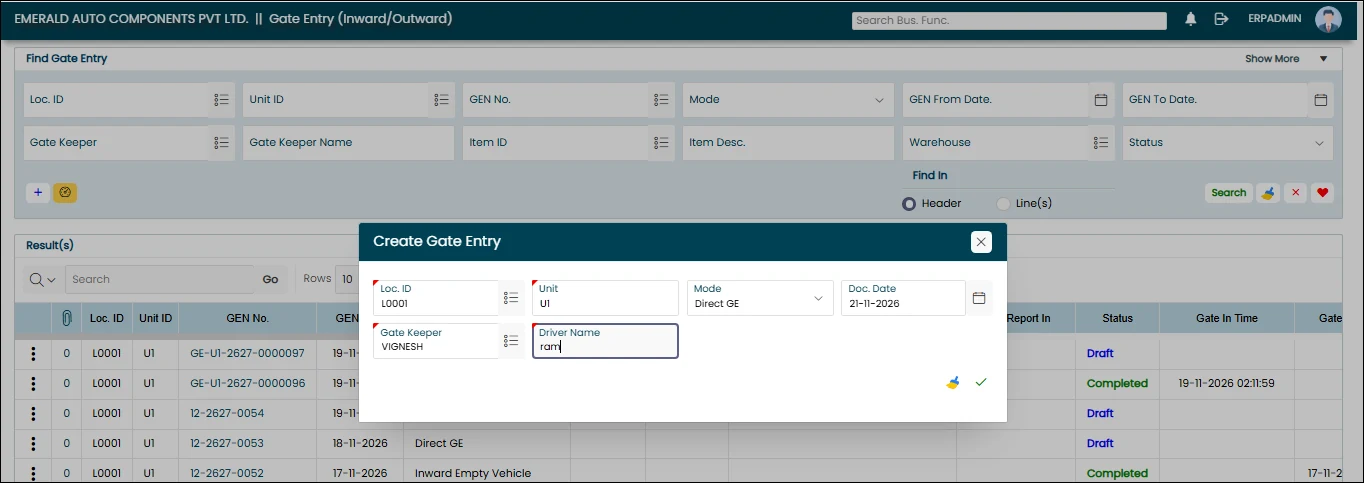 EMERALD AUTO COMPONENTS PVT LTD. || Gate Entry (Inward/Outward) Search Bus. Func. ERPADMIN
Find Gate Entry Show More
Loc. ID Unit ID GEN No. Mode GEN From Date. GEN To Date.
Gate Keeper Gate Keeper Name Item ID Item Desc. Warehouse Status
Find In
+ Search
Header Line(s)
Result(s)
Search Go Rows 10
Create Gate Entry
Loc. ID Unit Mode Doc. Date
L0001 U1 Direct GE 21-11-2026
Gate Keeper Driver Name
VIGNESH ram
Loc. ID Unit ID GEN No. GEN Report In Status Gate In Time Gate
0 L0001 U1 GE-U1-2627-0000097 19-11- Draft
0 L0001 U1 GE-U1-2627-0000096 19-11- Completed 19-11-2026 02:11:59
0 L0001 U1 12-2627-0054 19-11- Draft
0 L0001 U1 12-2627-0053 18-11-2026 Direct GE Draft
0 L0001 U1 12-2627-0052 17-11-2026 Inward Empty Vehicle Completed 17-11-2